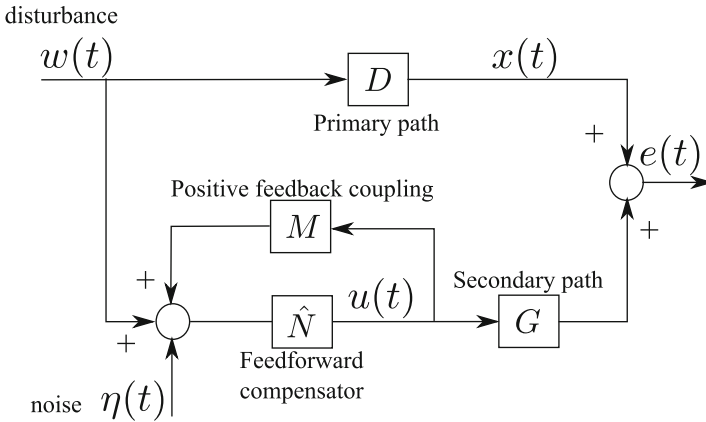 disturbance
w(t)
D
x(t)
Primary path
+
e(t)
Positive feedback coupling
M
+
+
Secondary path
u(t)
+
N̂
G
Feedforward
compensator
noise η(t)